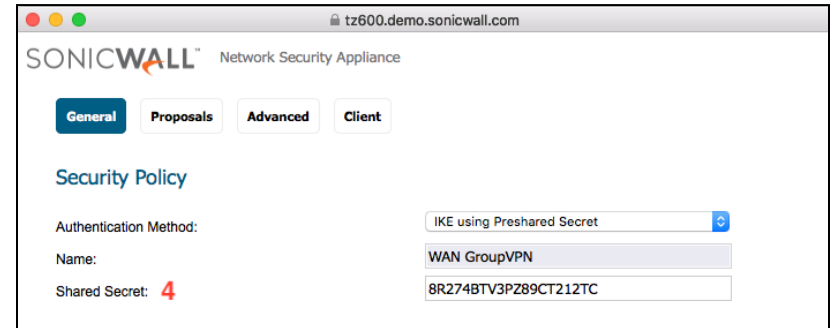 tz600.demo.sonicwall.com
SONICWALL™ Network Security Appliance
General Proposals Advanced Client
Security Policy
Authentication Method: IKE using Preshared Secret
Name: WAN GroupVPN
Shared Secret: 4 8R274BTV3PZ89CT212TC